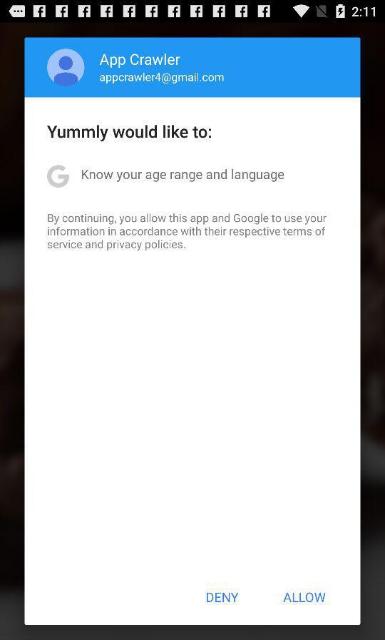 2:11
App Crawler
appcrawler4@gmail.com
Yummly would like to:
G Know your age range and language
By continuing, you allow this app and Google to use your
information in accordance with their respective terms of
service and privacy policies.
DENY ALLOW